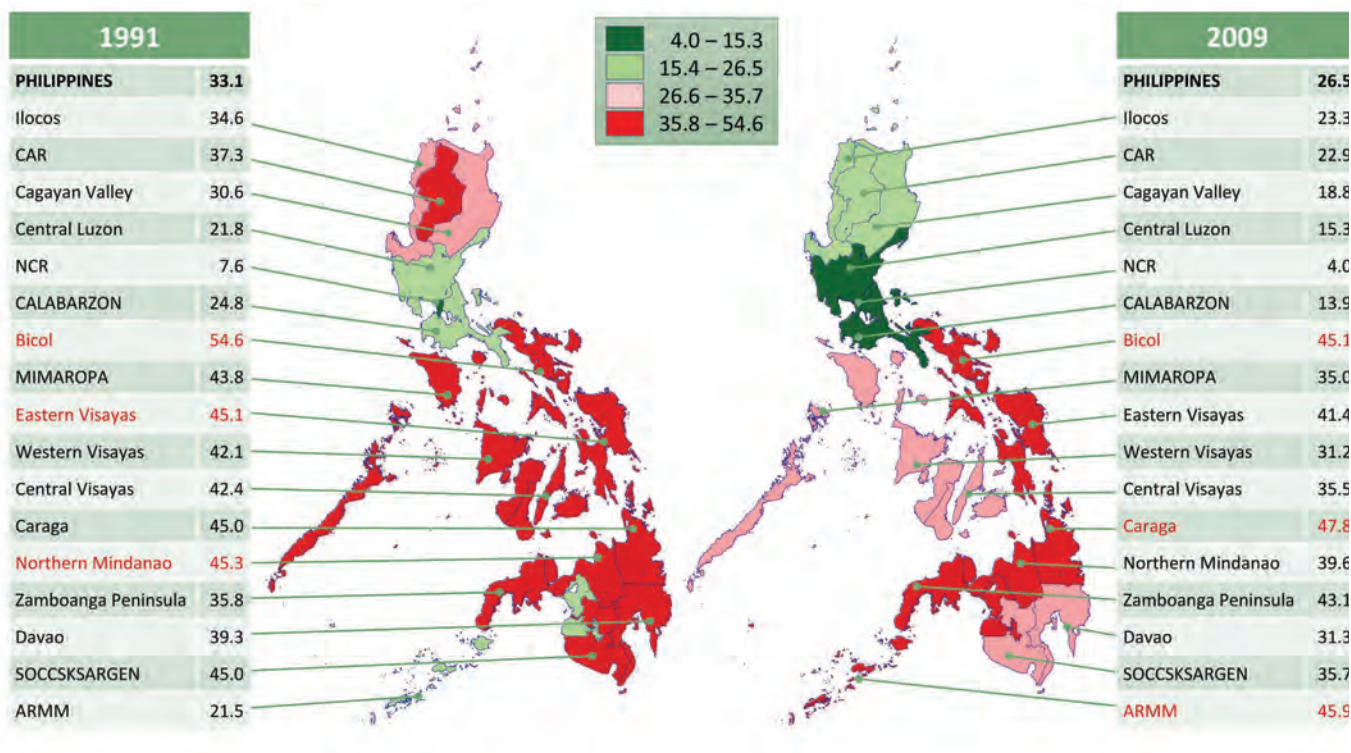 1991
PHILIPPINES 33.1
Ilocos 34.6
CAR 37.3
Cagayan Valley 30.6
Central Luzon 21.8
NCR 7.6
CALABARZON 24.8
Bicol 54.6
MIMAROPA 43.8
Eastern Visayas 45.1
Western Visayas 42.1
Central Visayas 42.4
Caraga 45.0
Northern Mindanao 45.3
Zamboanga Peninsula 35.8
Davao 39.3
SOCCSKSARGEN 45.0
ARMM 21.5
4.0 – 15.3
15.4 – 26.5
26.6 – 35.7
35.8 – 54.6
2009
PHILIPPINES 26.5
Ilocos 23.3
CAR 22.9
Cagayan Valley 18.8
Central Luzon 15.3
NCR 4.0
CALABARZON 13.9
Bicol 45.1
MIMAROPA 35.0
Eastern Visayas 41.4
Western Visayas 31.2
Central Visayas 35.5
Caraga 47.8
Northern Mindanao 39.6
Zamboanga Peninsula 43.1
Davao 31.3
SOCCSKSARGEN 35.7
ARMM 45.9